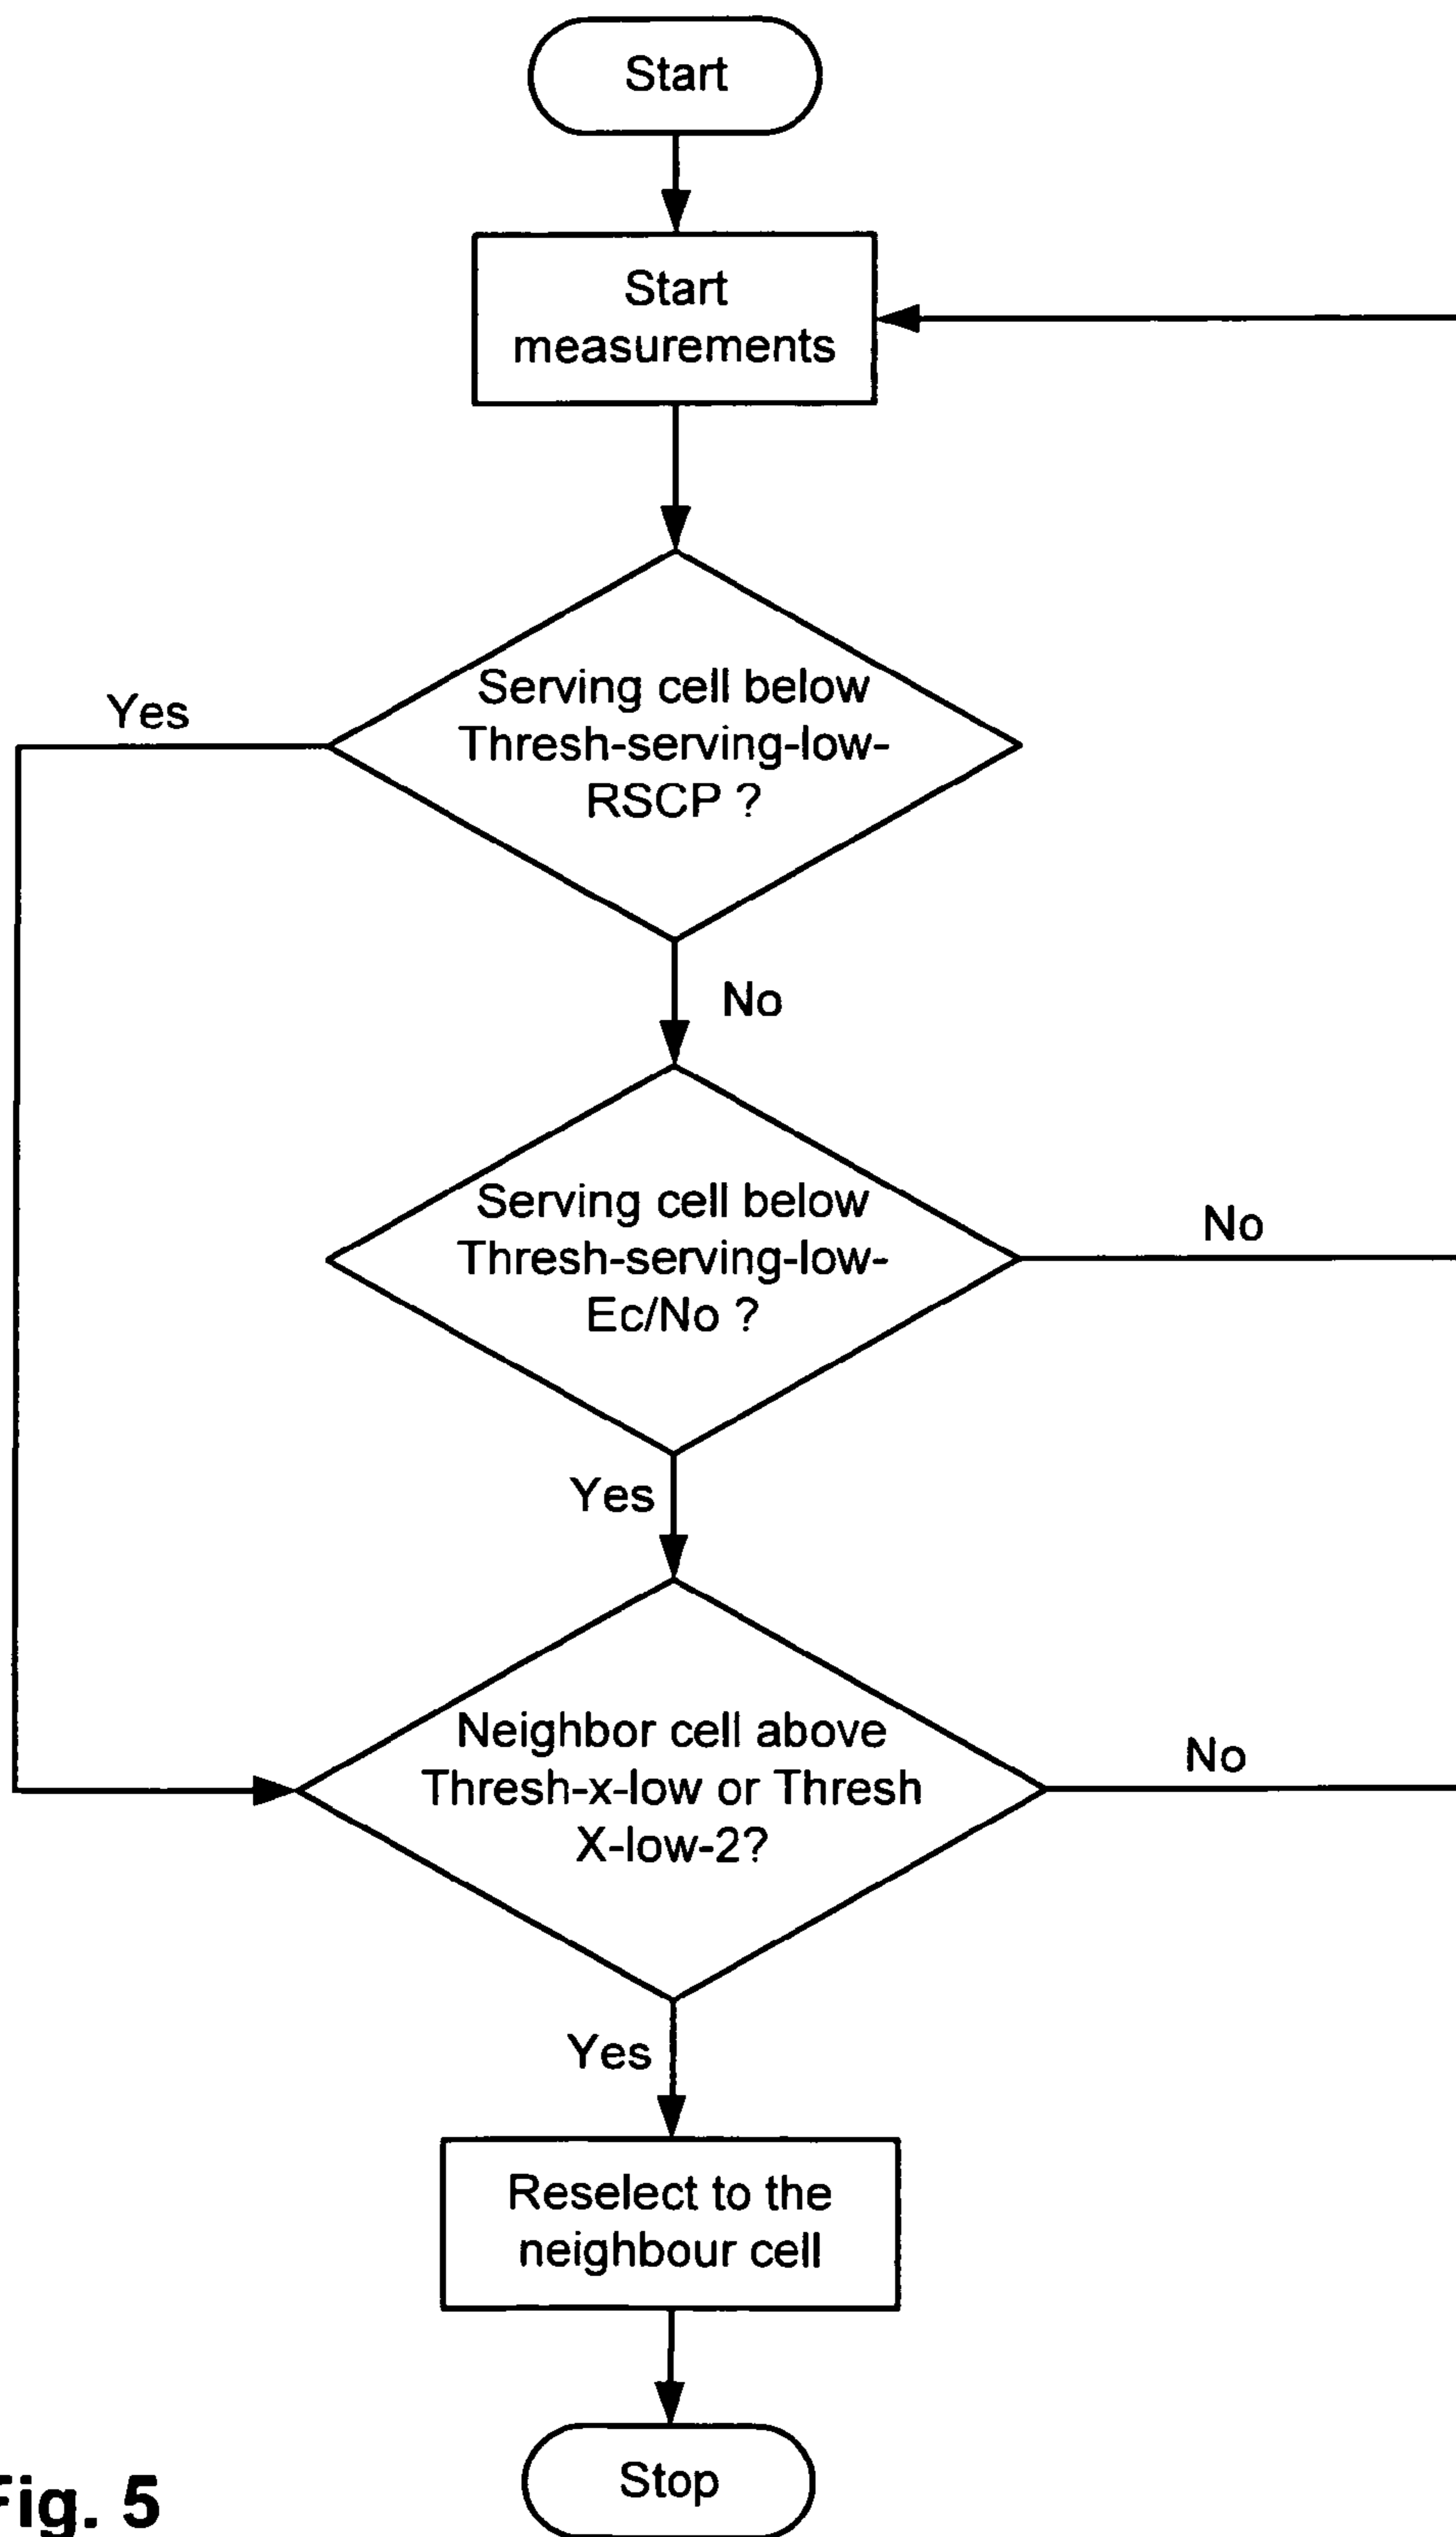 Start
Start
measurements
Serving cell below
Thresh-serving-low-
RSCP ?
Yes
No
Serving cell below
Thresh-serving-low-
Ec/No ?
No
Yes
Neighbor cell above
Thresh-x-low or Thresh
X-low-2?
No
Yes
Reselect to the
neighbour cell
Stop
Fig. 5